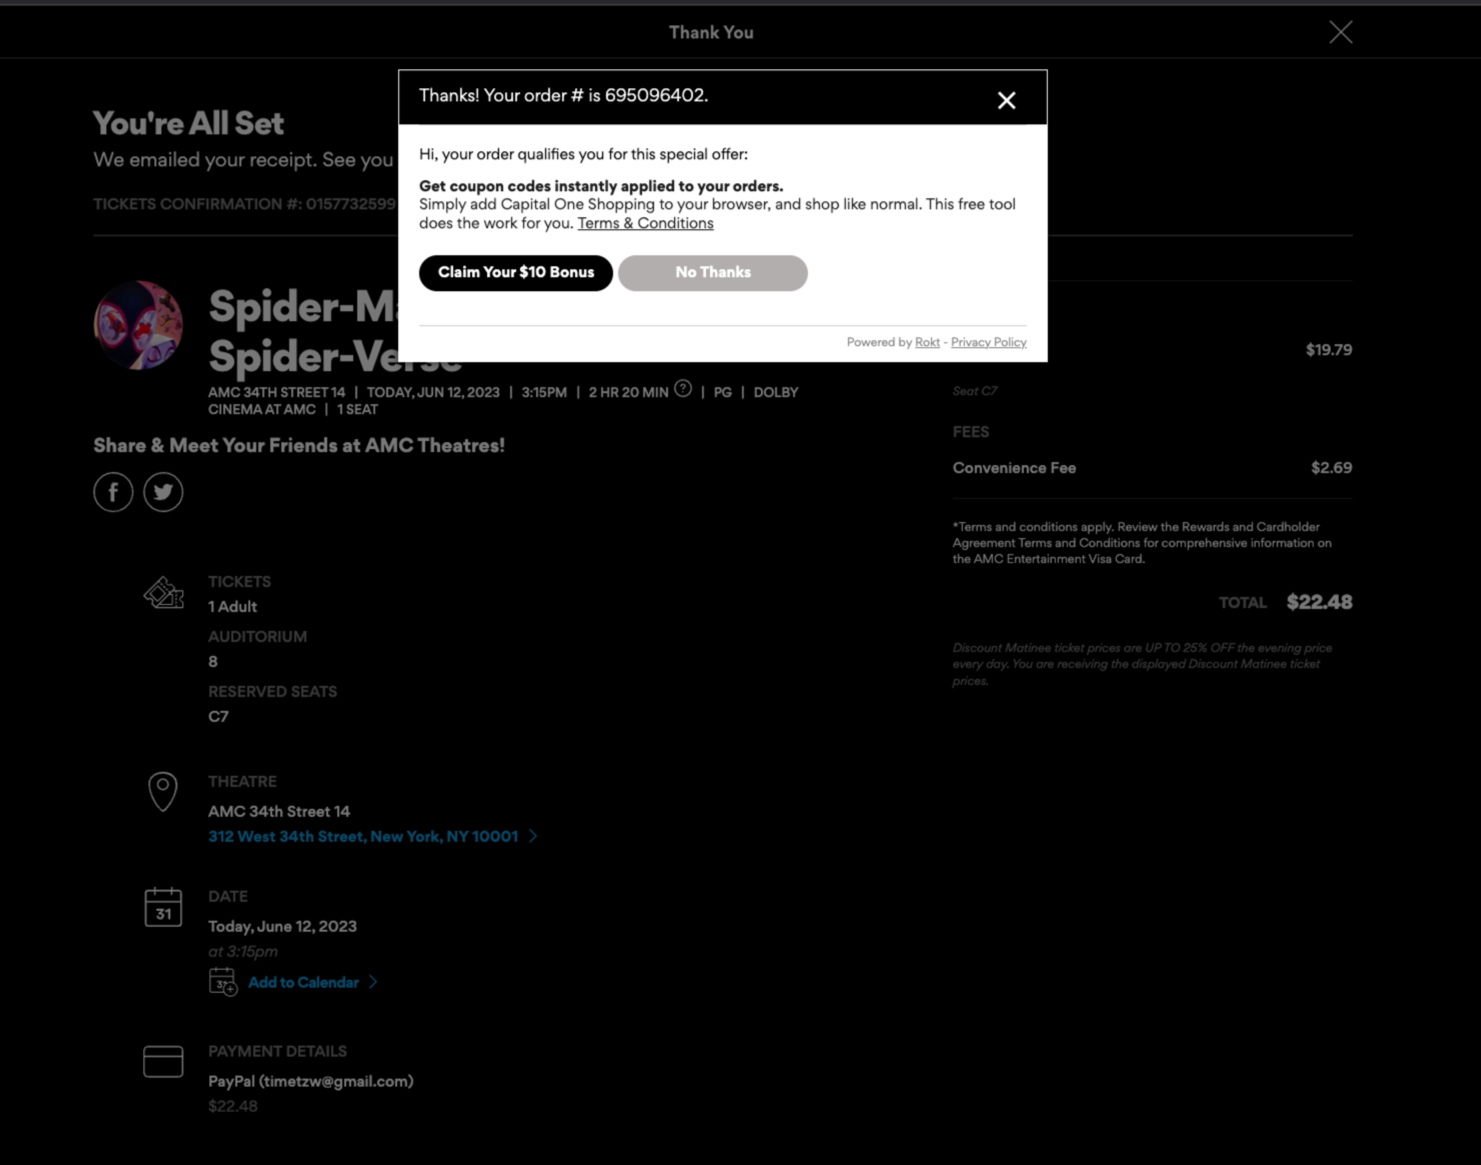 Thank You
Thanks! Your order # is 695096402.
Hi, your order qualifies you for this special offer:
Get coupon codes instantly applied to your orders.
Simply add Capital One Shopping to your browser, and shop like normal. This free tool
does the work for you. Terms & Conditions
Claim Your $10 Bonus
No Thanks
Powered by Rokt - Privacy Policy
You're All Set
We emailed your receipt. See you
TICKETS CONFIRMATION #: 0157732599
Spider-Ma
Spider-Verse
AMC 34TH STREET 14 | TODAY, JUN 12, 2023 | 3:15PM | 2 HR 20 MIN ? | PG | DOLBY
CINEMA AT AMC | 1 SEAT
Share & Meet Your Friends at AMC Theatres!
f
TICKETS
1 Adult
AUDITORIUM
8
RESERVED SEATS
C7
THEATRE
AMC 34th Street 14
312 West 34th Street, New York, NY 10001
31
DATE
Today, June 12, 2023
at 3:15pm
31
Add to Calendar
PAYMENT DETAILS
PayPal (timetzw@gmail.com)
$22.48
$19.79
Seat C7
FEES
Convenience Fee $2.69
*Terms and conditions apply. Review the Rewards and Cardholder
Agreement Terms and Conditions for comprehensive information on
the AMC Entertainment Visa Card.
TOTAL $22.48
Discount Matinee ticket prices are UP TO 25% OFF the evening price
every day. You are receiving the displayed Discount Matinee ticket
prices.